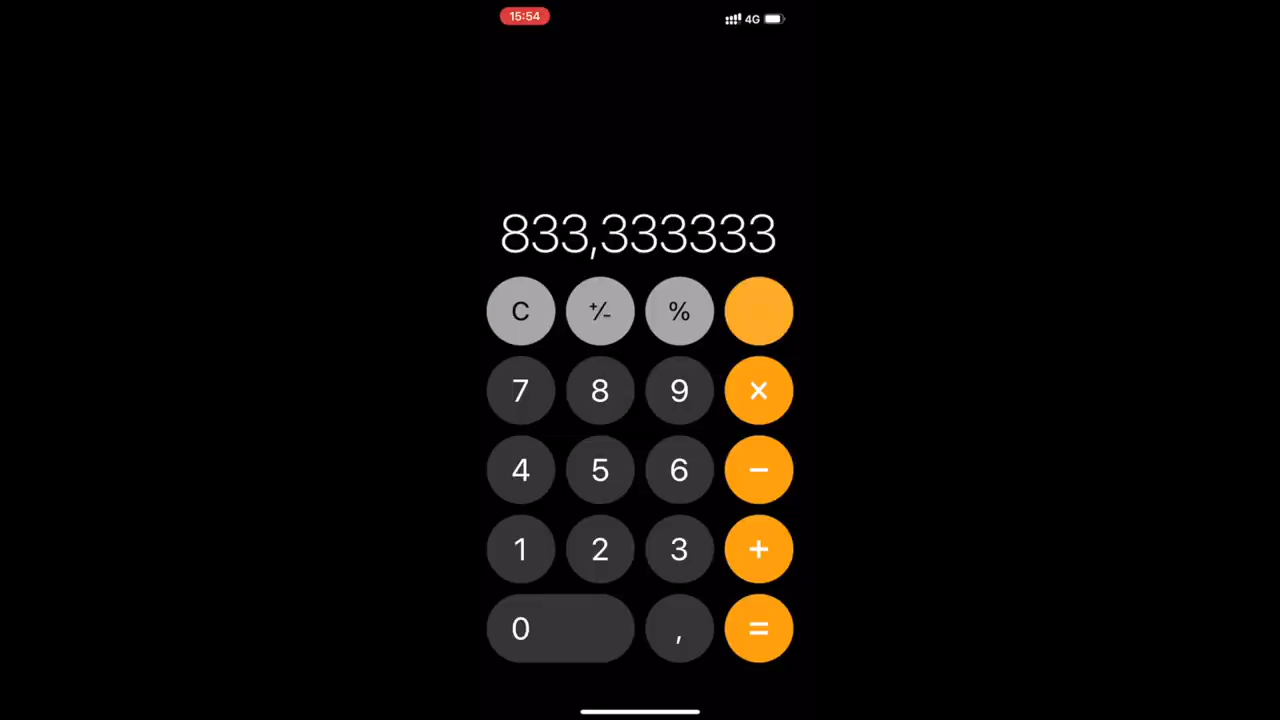 15:54 4G
833,333333
C +/- %
7 8 9 ×
4 5 6 −
1 2 3 +
0 , =